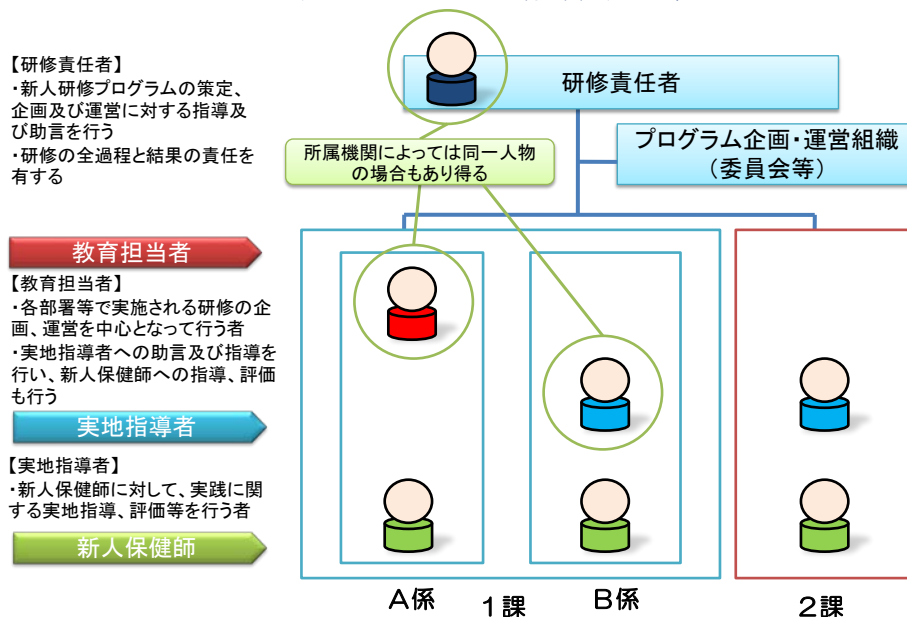 【研修責任者】
・新人研修プログラムの策定、
企画及び運営に対する指導及
び助言を行う
・研修の全過程と結果の責任を
有する
研修責任者
プログラム企画・運営組織
（委員会等）
所属機関によっては同一人物
の場合もあり得る
教育担当者
【教育担当者】
・各部署等で実施される研修の企
画、運営を中心となって行う者
・実地指導者への助言及び指導を
行い、新人保健師への指導、評価
も行う
実地指導者
【実地指導者】
・新人保健師に対して、実践に関
する実地指導、評価等を行う者
新人保健師
A係
1課
B係
2課